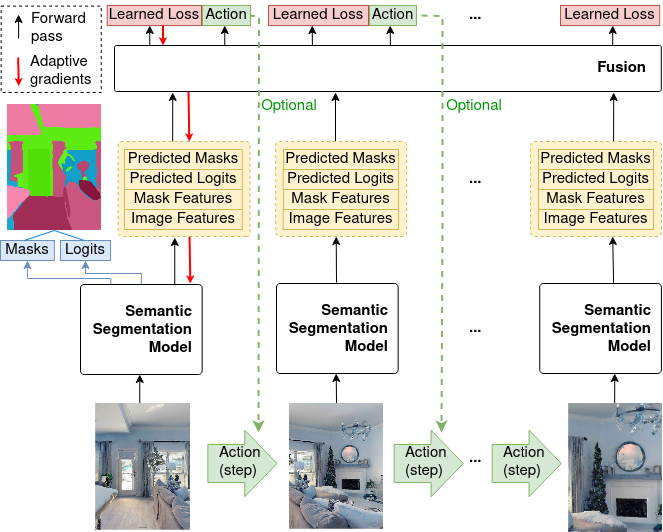 Learned Loss Action
Learned Loss Action
...
Learned Loss
Forward
pass
Adaptive
gradients
Fusion
Optional
Optional
Predicted Masks
Predicted Logits
Mask Features
Image Features
Predicted Masks
Predicted Logits
Mask Features
Image Features
...
Predicted Masks
Predicted Logits
Mask Features
Image Features
Masks
Logits
Semantic
Segmentation
Model
Semantic
Segmentation
Model
...
Semantic
Segmentation
Model
Action
(step)
Action
(step)
...
Action
(step)